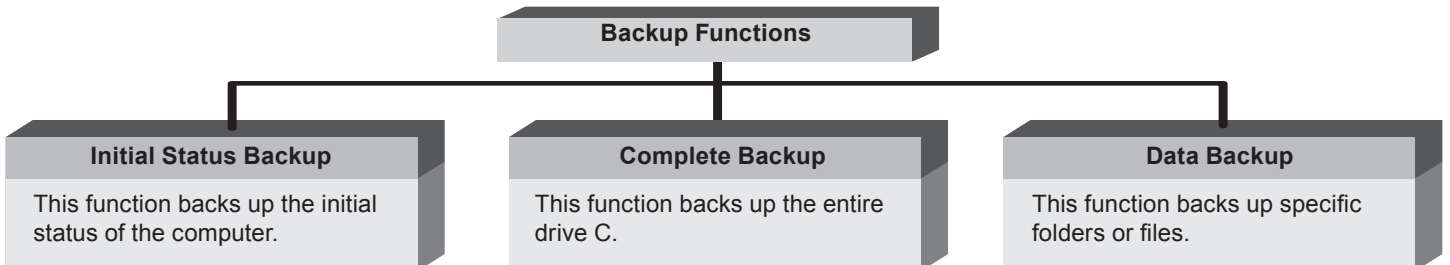 Backup Functions
Initial Status Backup
This function backs up the initial
status of the computer.
Complete Backup
This function backs up the entire
drive C.
Data Backup
This function backs up specific
folders or files.